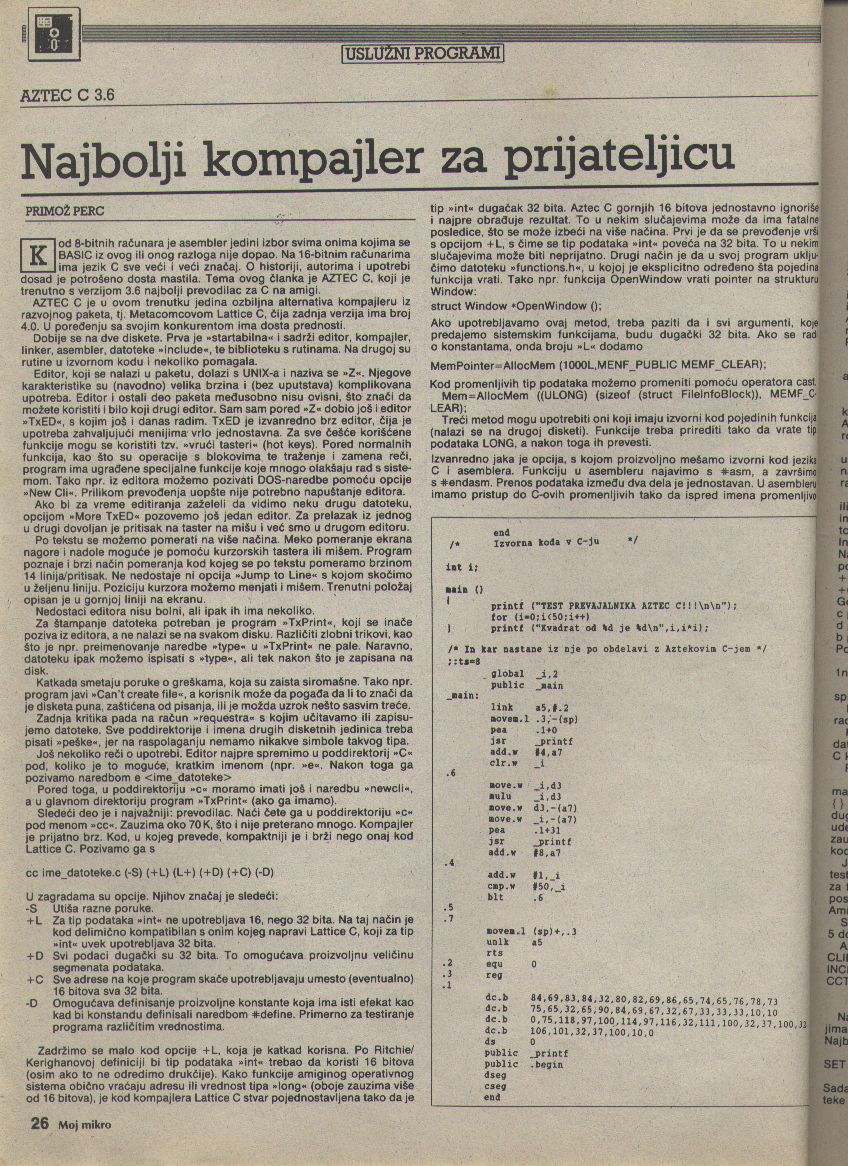 USLUŽNI PROGRAMI
AZTEC C 3.6
Najbolji kompajler za prijateljicu
PRIMOŽ PERC
Kod 8-bitnih računara je asembler jedini izbor svima onima kojima se
BASIC iz ovog ili onog razloga nije dopao. Na 16-bitnim računarima
ima jezik C sve veći i veći značaj. O historiji, autorima i upotrebi
dosad je potrošeno dosta mastila. Tema ovog članka je AZTEC C, koji je
trenutno s verzijom 3.6 najbolji prevodilac za C na amigi.
AZTEC C je u ovom trenutku jedina ozbiljna alternativa kompajleru iz
razvojnog paketa, tj. Metacomcovom Lattice C, čija zadnja verzija ima broj
4.0. U poređenju sa svojim konkurentom ima dosta prednosti.
Dobije se na dve diskete. Prva je »startabilna« i sadrži editor, kompajler,
linker, asembler, datoteke »include«, te biblioteku s rutinama. Na drugoj su
rutine u izvornom kodu i nekoliko pomagala.
Editor, koji se nalazi u paketu, dolazi s UNIX-a i naziva se »Z«. Njegove
karakteristike su (navodno) velika brzina i (bez uputstava) komplikovana
upotreba. Editor i ostali deo paketa međusobno nisu ovisni, što znači da
možete koristiti i bilo koji drugi editor. Sam sam pored »Z« dobio još i editor
»TxED«, s kojim još i danas radim. TxED je izvanredno brz editor, čija je
upotreba zahvaljujući menijima vrlo jednostavna. Za sve češće korišćene
funkcije mogu se koristiti tzv. »vrući tasteri« (hot keys). Pored normalnih
funkcija, kao što su operacije s blokovima te traženje i zamena reči,
program ima ugrađene specijalne funkcije koje mnogo olakšaju rad s siste-
mom. Tako npr. iz editora možemo pozivati DOS-naredbe pomoću opcije
»New Cli«. Prilikom prevođenja uopšte nije potrebno napuštanje editora.
Ako bi za vreme editiranja zaželeli da vidimo neku drugu datoteku,
opcijom »More TxED« pozovemo još jedan editor. Za prelazak iz jednog
u drugi dovoljan je pritisak na taster na mišu i već smo u drugom editoru.
Po tekstu se možemo pomerati na više načina. Meko pomeranje ekrana
nagore i nadole moguće je pomoću kurzorskih tastera ili mišem. Program
poznaje i brzi način pomeranja kod kojeg se po tekstu pomeramo brzinom
14 linija/pritisak. Ne nedostaje ni opcija »Jump to Line« s kojom skočimo
u željenu liniju. Poziciju kurzora možemo menjati i mišem. Trenutni položaj
opisan je u gornjoj liniji na ekranu.
Nedostaci editora nisu bolni, ali ipak ih ima nekoliko.
Za štampanje datoteka potreban je program »TxPrint«, koji se inače
poziva iz editora, a ne nalazi se na svakom disku. Različiti zlobni trikovi, kao
što je npr. preimenovanje naredbe »type« u »TxPrint« ne pale. Naravno,
datoteku ipak možemo ispisati s »type«, ali tek nakon što je zapisana na
disk.
Katkada smetaju poruke o greškama, koja su zaista siromašne. Tako npr.
program javi »Can't create file«, a korisnik može da pogađa da li to znači da
je disketa puna, zaštićena od pisanja, ili je možda uzrok nešto sasvim treće.
Zadnja kritika pada na račun »requestra« s kojim učitavamo ili zapisu-
jemo datoteke. Sve poddirektorije i imena drugih disketnih jedinica treba
pisati »peške«, jer na raspolaganju nemamo nikakve simbole takvog tipa.
Još nekoliko reči o upotrebi. Editor najpre spremimo u poddirektorij »C«
pod, koliko je to moguće, kratkim imenom (npr. »e«. Nakon toga ga
pozivamo naredbom e <ime_datoteke>
Pored toga, u poddirektoriju »c« moramo imati još i naredbu »newcli«,
a u glavnom direktoriju program »TxPrint« (ako ga imamo).
Sledeći deo je i najvažniji: prevodilac. Naći ćete ga u poddirektoriju »c«
pod menom »cc«. Zauzima oko 70 K, što i nije preterano mnogo. Kompajler
je prijatno brz. Kod, u kojeg prevede, kompaktniji je i brži nego onaj kod
Lattice C. Pozivamo ga s
cc ime_datoteke.c (-S) (+L) (L+) (+D) (+C) (-D)
U zagradama su opcije. Njihov značaj je sledeći:
-S Utiša razne poruke.
+L Za tip podataka »int« ne upotrebljava 16, nego 32 bita. Na taj način je
kod delimično kompatibilan s onim kojeg napravi Lattice C, koji za tip
»int« uvek upotrebljava 32 bita.
+D Svi podaci dugački su 32 bita. To omogućava proizvoljnu veličinu
segmenata podataka.
+C Sve adrese na koje program skače upotrebljavaju umesto (eventualno)
16 bitova sva 32 bita.
-D Omogućava definisanje proizvoljne konstante koja ima isti efekat kao
kad bi konstandu definisali naredbom #define. Primerno za testiranje
programa različitim vrednostima.
Zadržimo se malo kod opcije +L, koja je katkad korisna. Po Ritchie/
Kerighanovoj definiciji bi tip podataka »int« trebao da koristi 16 bitova
(osim ako to ne odredimo drukčije). Kako funkcije amiginog operativnog
sistema obično vraćaju adresu ili vrednost tipa »long« (oboje zauzima više
od 16 bitova), je kod kompajlera Lattice C stvar pojednostavljena tako da je
26 Moj mikro
tip »int« dugačak 32 bita. Aztec C gornjih 16 bitova jednostavno ignoriše
i najpre obrađuje rezultat. To u nekim slučajevima može da ima fatalne
posledice, što se može izbeći na više načina. Prvi je da se prevođenje vrši
s opcijom +L, s čime se tip podataka »int« poveća na 32 bita. To u nekim
slučajevima može biti neprijatno. Drugi način je da u svoj program uklju-
čimo datoteku »functions.h«, u kojoj je eksplicitno određeno šta pojedina
funkcija vrati. Tako npr. funkcija OpenWindow vrati pointer na strukturu
Window:
struct Window *OpenWindow ();
Ako upotrebljavamo ovaj metod, treba paziti da i svi argumenti, koje
predajemo sistemskim funkcijama, budu dugački 32 bita. Ako se radi
o konstantama, onda broju »L« dodamo
MemPointer=AllocMem (1000L,MENF_PUBLIC MEMF_CLEAR);
Kod promenljivih tip podataka možemo promeniti pomoću operatora cast.
Mem=AllocMem ((ULONG) (sizeof (struct FileInfoBlock)), MEMF_C-
LEAR);
Treći metod mogu upotrebiti oni koji imaju izvorni kod pojedinih funkcija
(nalazi se na drugoj disketi). Funkcije treba prirediti tako da vrate tip
podataka LONG, a nakon toga ih prevesti.
Izvanredno jaka je opcija, s kojom proizvoljno mešamo izvorni kod jezika
C i asemblera. Funkciju u asembleru najavimo s #asm, a završimo
s #endasm. Prenos podataka između dva dela je jednostavan. U asembleru
imamo pristup do C-ovih promenljivih tako da ispred imena promenljive
end
/* Izvorna koda v C-ju */
int i;
main ()
{
printf ("TEST PREVAJALNIKA AZTEC C!!!\n\n");
for (i=0;i<50;i++)
} printf ("Kvadrat od %d je %d\n",i,i*i);
/* In kar nastane iz nje po obdelavi z Aztekovim C-jem */
;:ts=8
global _i,2
public _main
_main:
link a5,#.2
movem.l .3,-(sp)
pea .1+0
jsr _printf
add.w #4,a7
clr.w _i
.6
move.w _i,d3
mulu _i,d3
move.w d3,-(a7)
move.w _i,-(a7)
pea .1+31
jsr _printf
add.w #8,a7
.4
add.w #1,_i
cmp.w #50,_i
blt .6
.5
.7
movem.l (sp)+,.3
unlk a5
rts
.2 equ 0
.3 reg
.1
dc.b 84,69,83,84,32,80,82,69,86,65,74,65,76,78,73
dc.b 75,65,32,65,90,84,69,67,32,67,33,33,33,10,10
dc.b 0,75,118,97,100,114,97,116,32,111,100,32,37,100,32
dc.b 106,101,32,37,100,10,0
ds 0
public _printf
public .begin
dseg
cseg
end